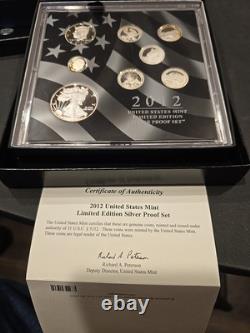 2012
UNITED STATES MINT
LIMITED EDITION
SILVER PROOF SET
Certificate of Authenticity
2012 United States Mint
Limited Edition Silver Proof Set
The United States Mint certifies that these are genuine coins, minted and issued under
authority of 31 U.S.C. § 5112. These coins were minted by the United States Mint.
These coins are legal tender of the United States.
Richard A. Peterson
Richard A. Peterson
Deputy Director, United States Mint